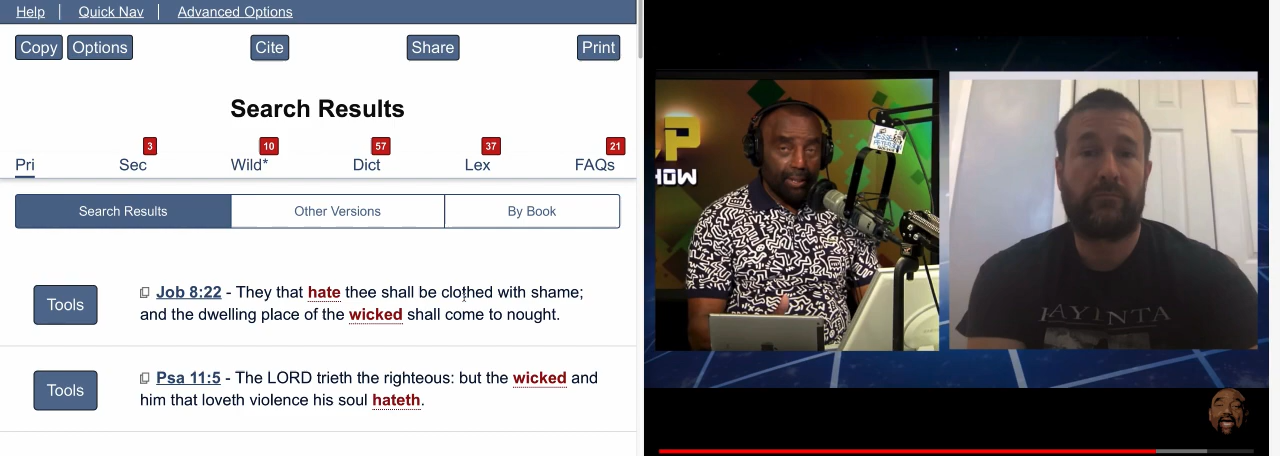 Help | Quick Nav | Advanced Options
Copy Options Cite Share Print
Search Results
3 10 57 37 21
Pri Sec Wild* Dict Lex FAQs
Search Results Other Versions By Book
Tools
Job 8:22 - They that hate thee shall be clothed with shame;
and the dwelling place of the wicked shall come to nought.
Tools
Psa 11:5 - The LORD trieth the righteous: but the wicked and
him that loveth violence his soul hateth.
P
HOW
JESSE
PETER
KAYINTA